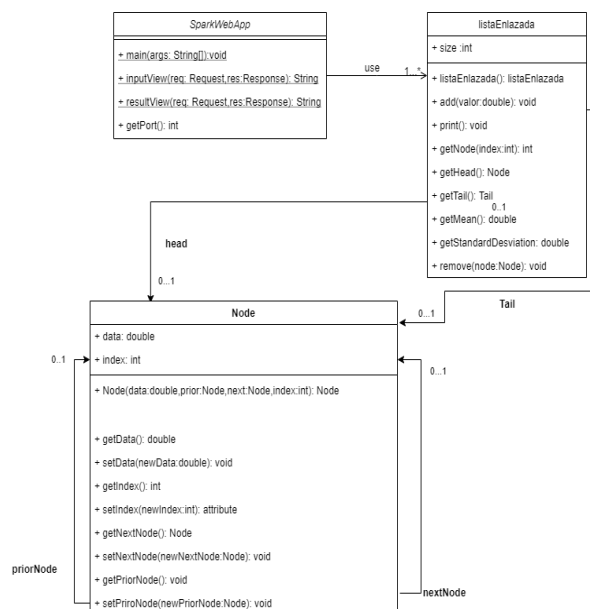 SparkWebApp
+ main(args: String[]):void
+ inputView(req: Request,res:Response): String
+ resultView(req: Request,res:Response): String
+ getPort(): int
use
1...*
listaEnlazada
+ size :int
+ listaEnlazada(): listaEnlazada
+ add(valor:double): void
+ print(): void
+ getNode(index:int): int
+ getHead(): Node
+ getTail(): Tail
0..1
+ getMean(): double
+ getStandardDesviation: double
+ remove(node:Node): void
head
0...1
Tail
0...1
Node
+ data: double
+ index: int
0..1
0...1
+ Node(data:double,prior:Node,next:Node,index:int): Node
+ getData(): double
+ setData(newData:double): void
+ getIndex(): int
+ setIndex(newIndex:int): attribute
+ getNextNode(): Node
+ setNextNode(newNextNode:Node): void
+ getPriorNode(): void
+ setPriroNode(newPriorNode:Node): void
priorNode
nextNode